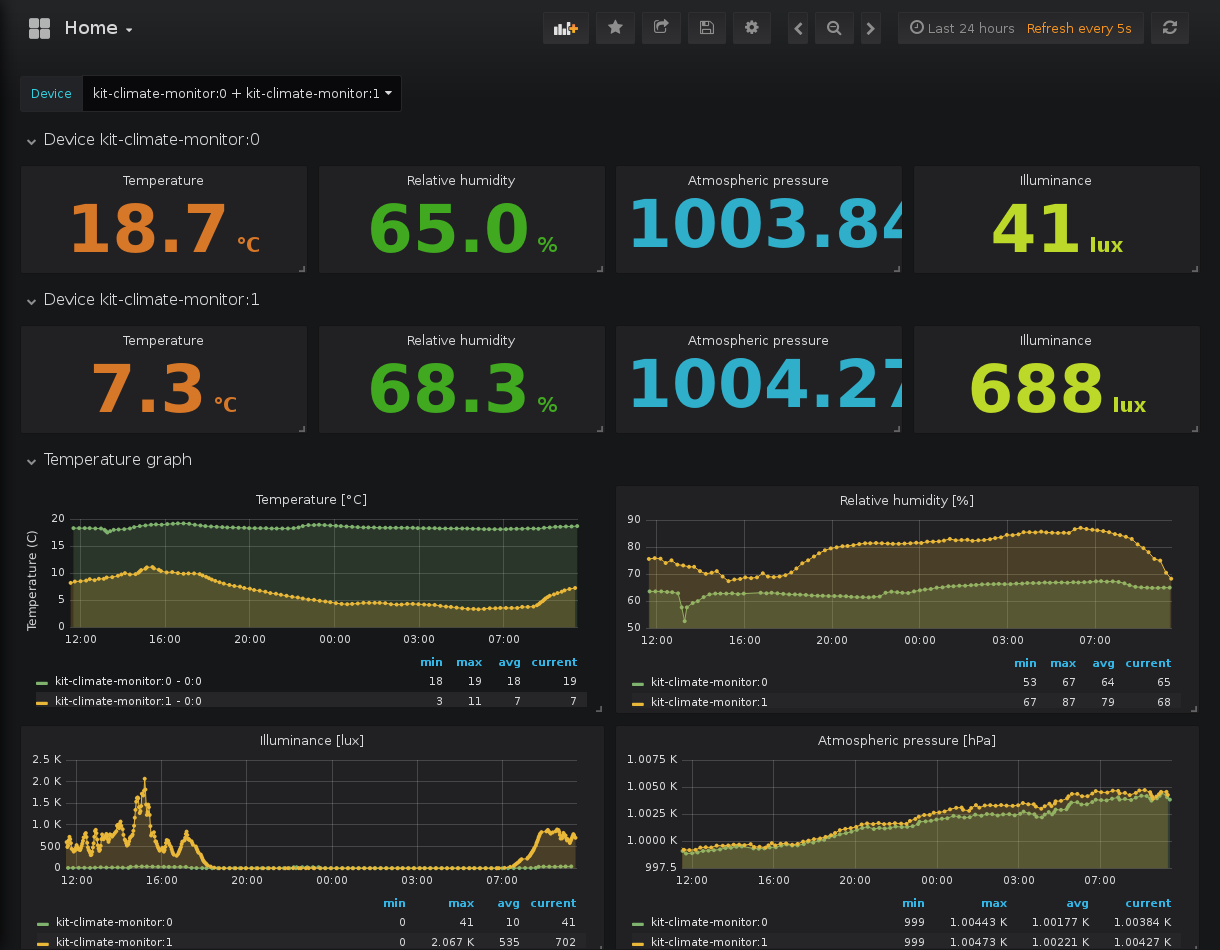 Home
Last 24 hours Refresh every 5s
Device kit-climate-monitor:0 + kit-climate-monitor:1
Device kit-climate-monitor:0
Temperature Relative humidity Atmospheric pressure Illuminance
18.7 °C 65.0 % 1003.84 41 lux
Device kit-climate-monitor:1
Temperature Relative humidity Atmospheric pressure Illuminance
7.3 °C 68.3 % 1004.27 688 lux
Temperature graph
Temperature [°C]
Temperature (C)
20
15
10
5
0
12:00 16:00 20:00 00:00 03:00 07:00
min max avg current
kit-climate-monitor:0 - 0:0 18 19 18 19
kit-climate-monitor:1 - 0:0 3 11 7 7
Relative humidity [%]
90
80
70
60
50
12:00 16:00 20:00 00:00 03:00 07:00
min max avg current
kit-climate-monitor:0 53 67 64 65
kit-climate-monitor:1 67 87 79 68
Illuminance [lux]
2.5 K
2.0 K
1.5 K
1.0 K
500
0
12:00 16:00 20:00 00:00 03:00 07:00
min max avg current
kit-climate-monitor:0 0 41 10 41
kit-climate-monitor:1 0 2.067 K 535 702
Atmospheric pressure [hPa]
1.0075 K
1.0050 K
1.0025 K
1.0000 K
997.5
12:00 16:00 20:00 00:00 03:00 07:00
min max avg current
kit-climate-monitor:0 999 1.00443 K 1.00177 K 1.00384 K
kit-climate-monitor:1 999 1.00473 K 1.00221 K 1.00427 K